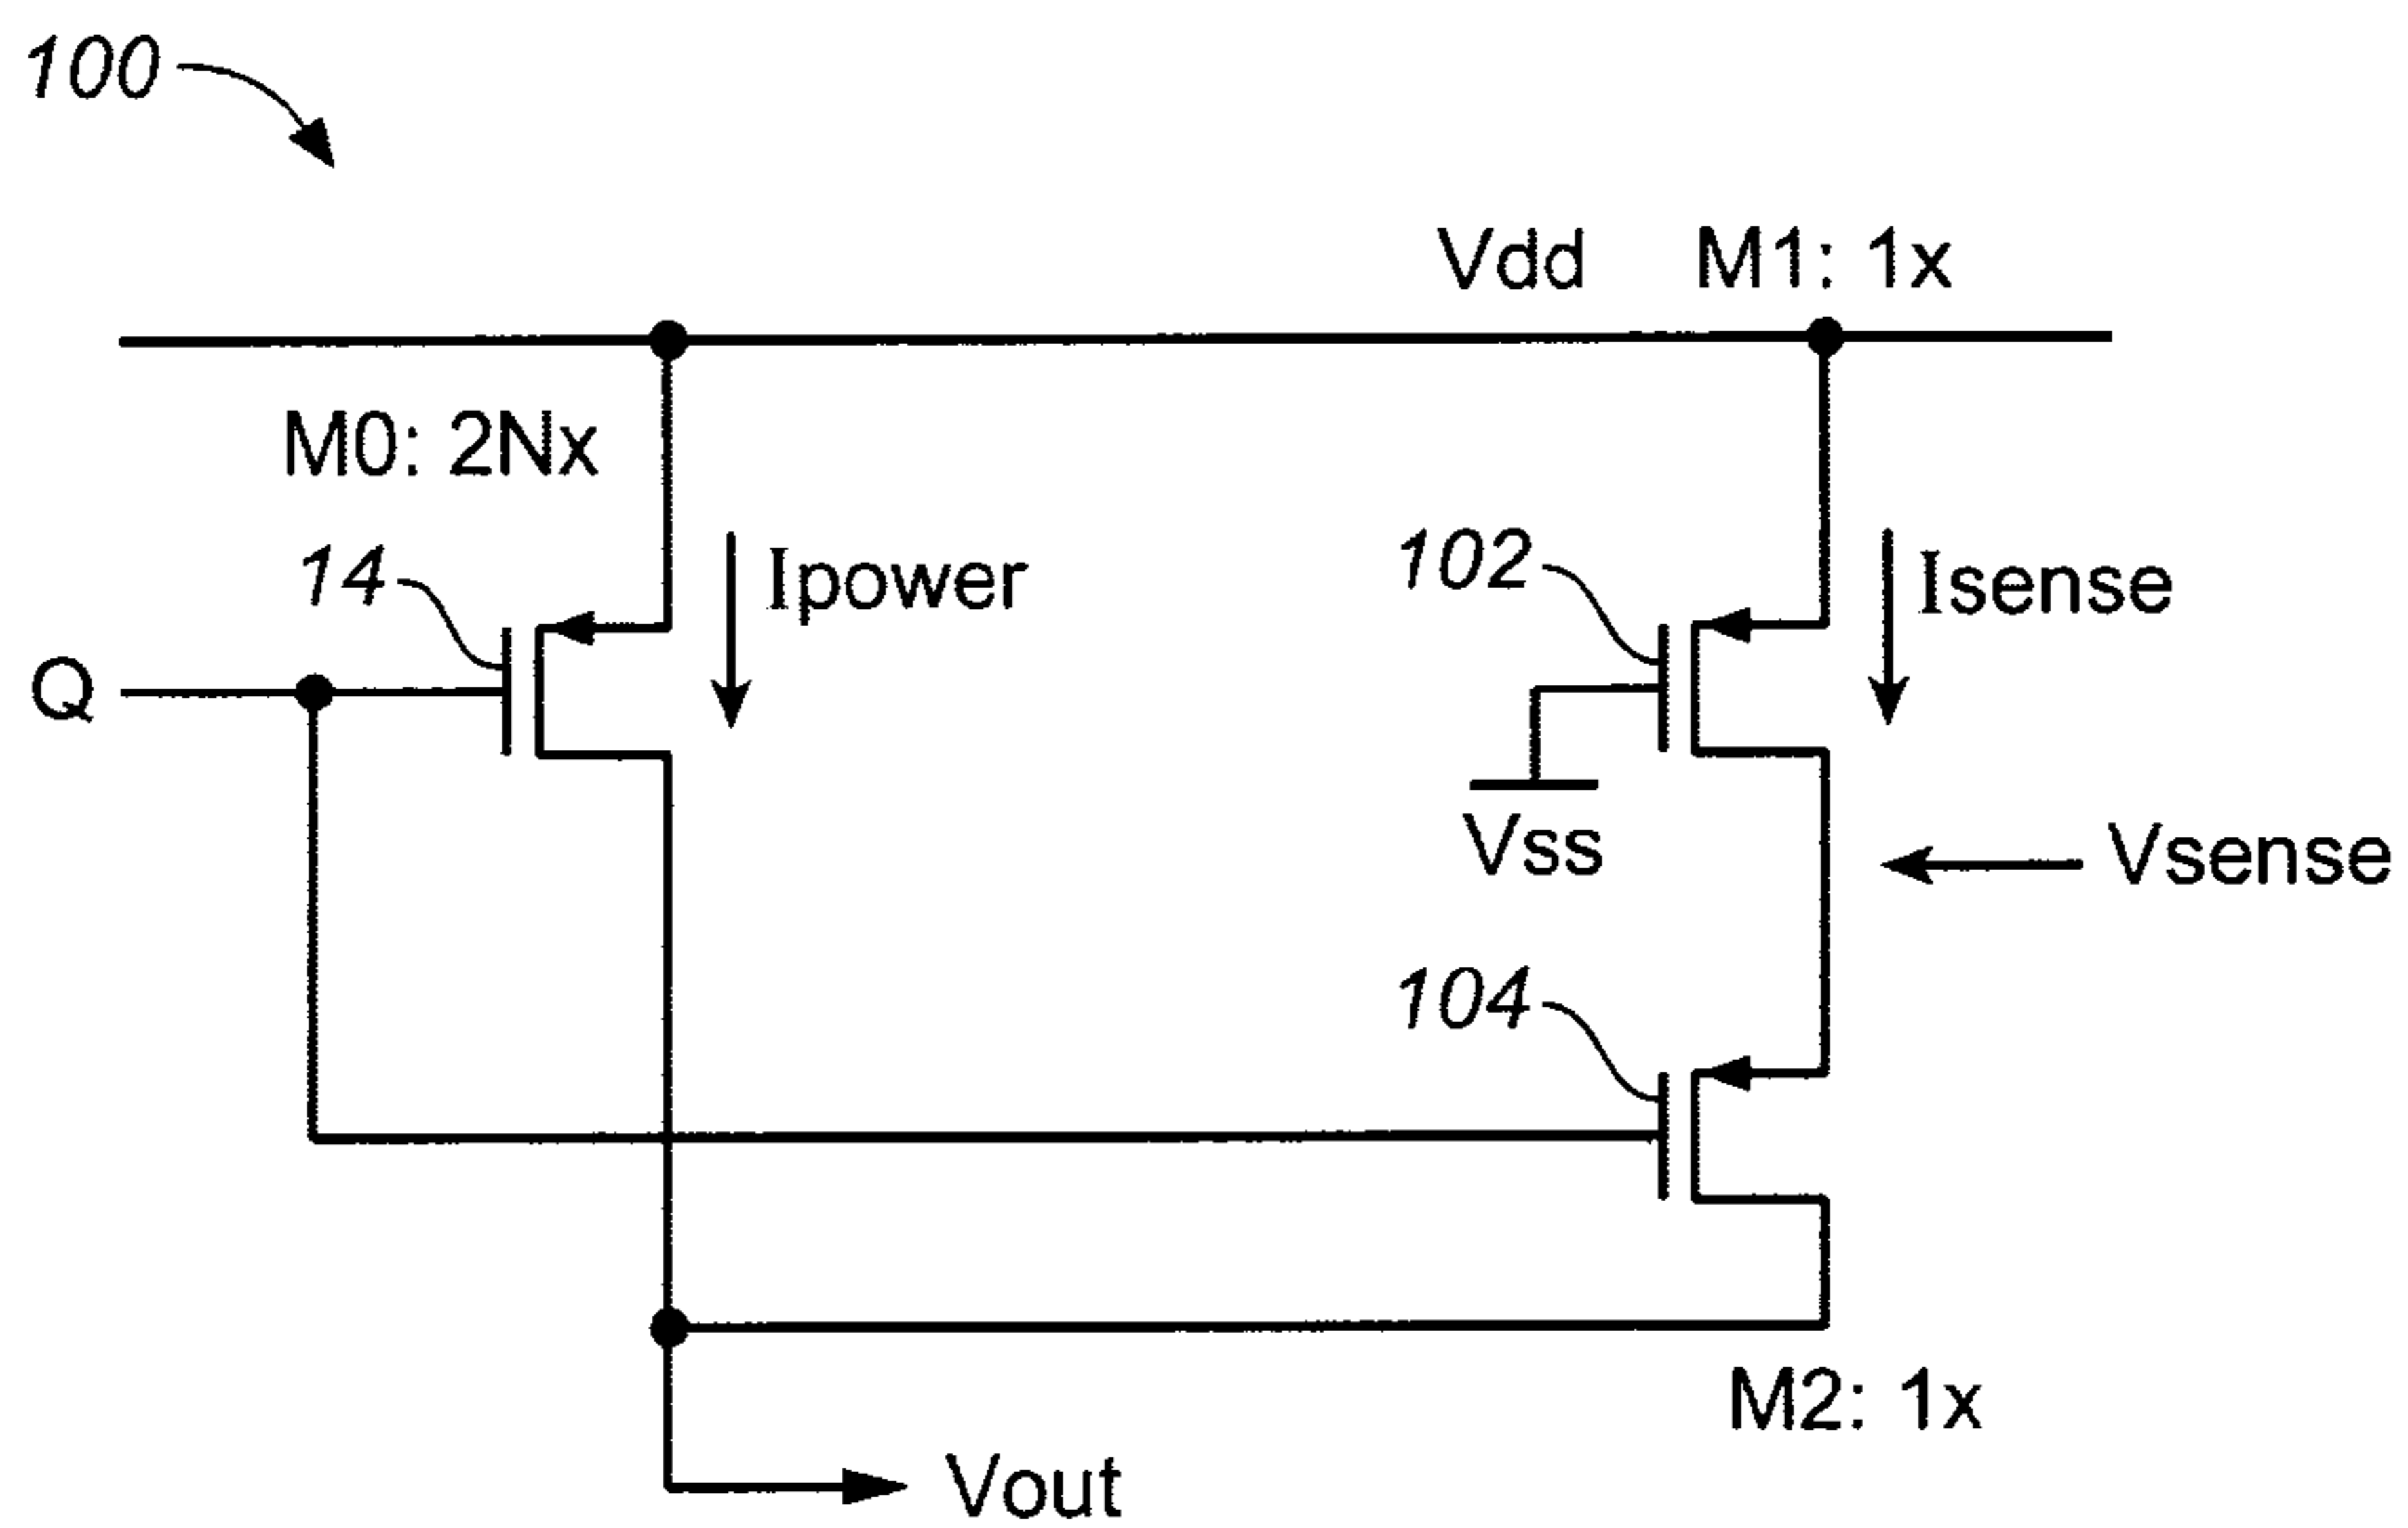 100
Vdd M1: 1x
M0: 2Nx
14
Ipower
102
Isense
Q
Vss
Vsense
104
M2: 1x
Vout